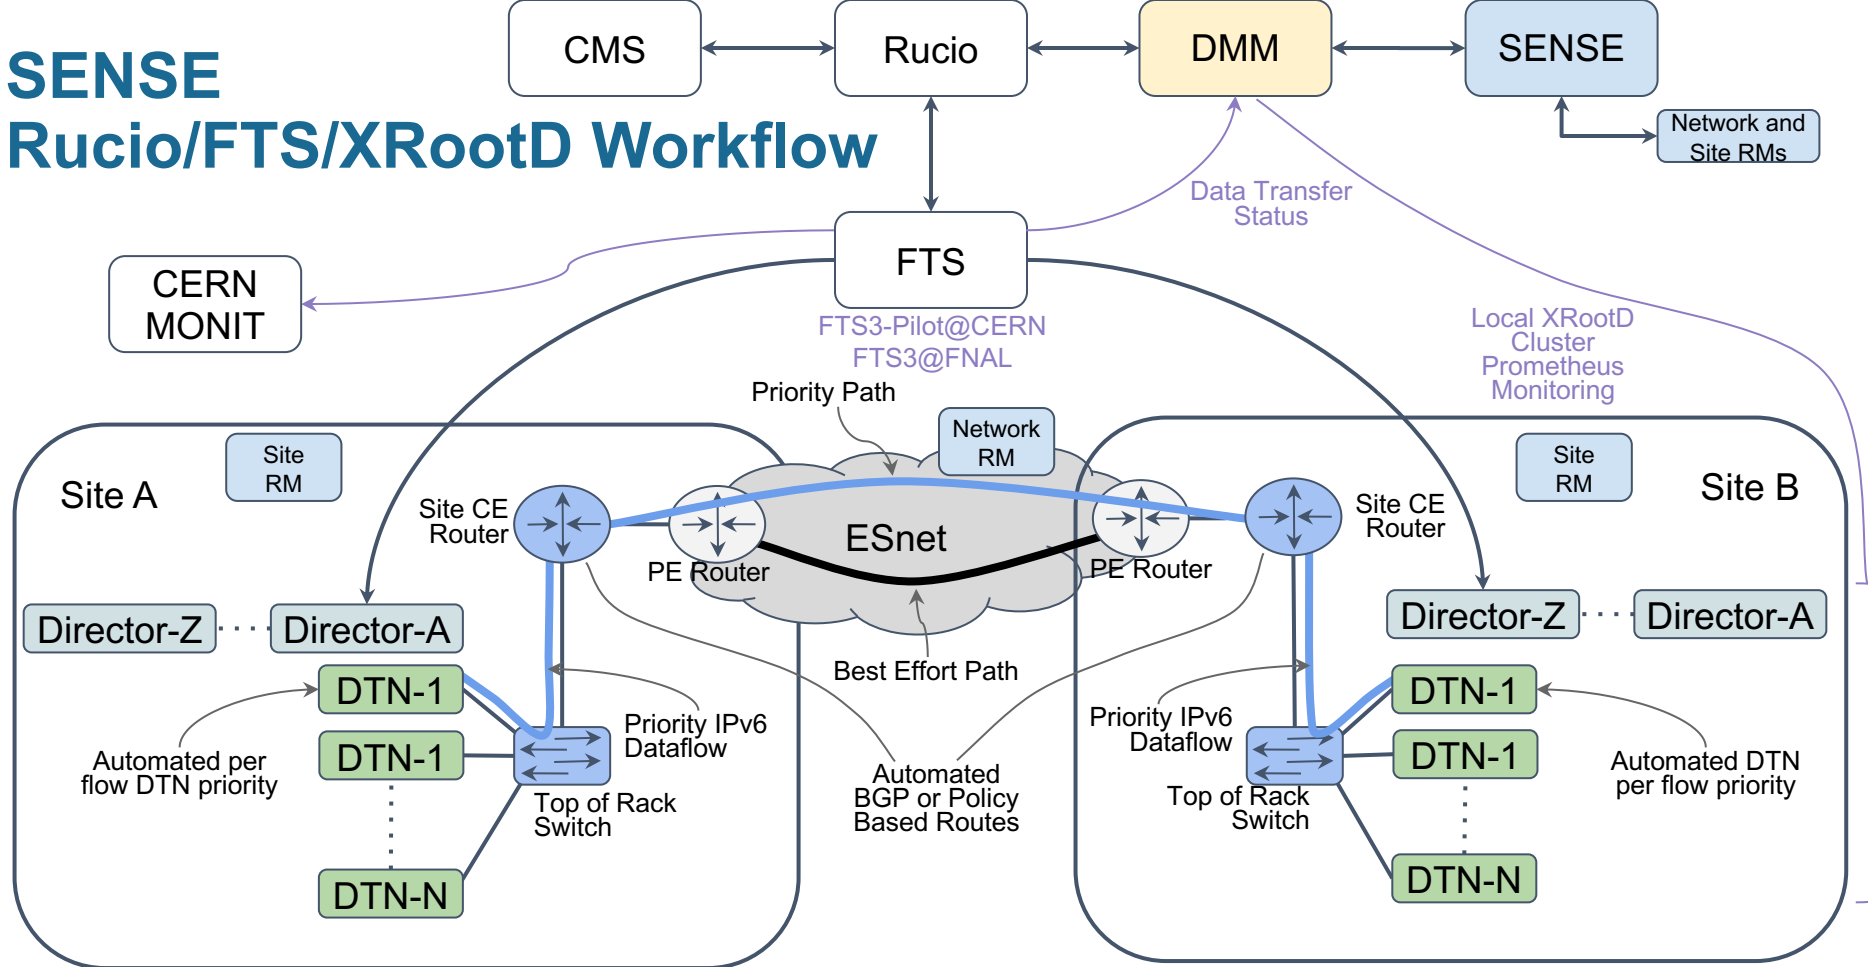 SENSE
Rucio/FTS/XRootD Workflow
CMS
Rucio
DMM
SENSE
Network and
Site RMs
Data Transfer
Status
FTS
CERN
MONIT
FTS3-Pilot@CERN
FTS3@FNAL
Local XRootD
Cluster
Prometheus
Monitoring
Priority Path
Network
RM
Site
RM
Site A
Site CE
Router
PE Router
ESnet
PE Router
Site CE
Router
Site
RM
Site B
Director-Z
Director-A
Best Effort Path
Director-Z
Director-A
DTN-1
DTN-1
DTN-N
Automated per
flow DTN priority
Priority IPv6
Dataflow
Top of Rack
Switch
Automated
BGP or Policy
Based Routes
Priority IPv6
Dataflow
Top of Rack
Switch
DTN-1
DTN-1
DTN-N
Automated DTN
per flow priority